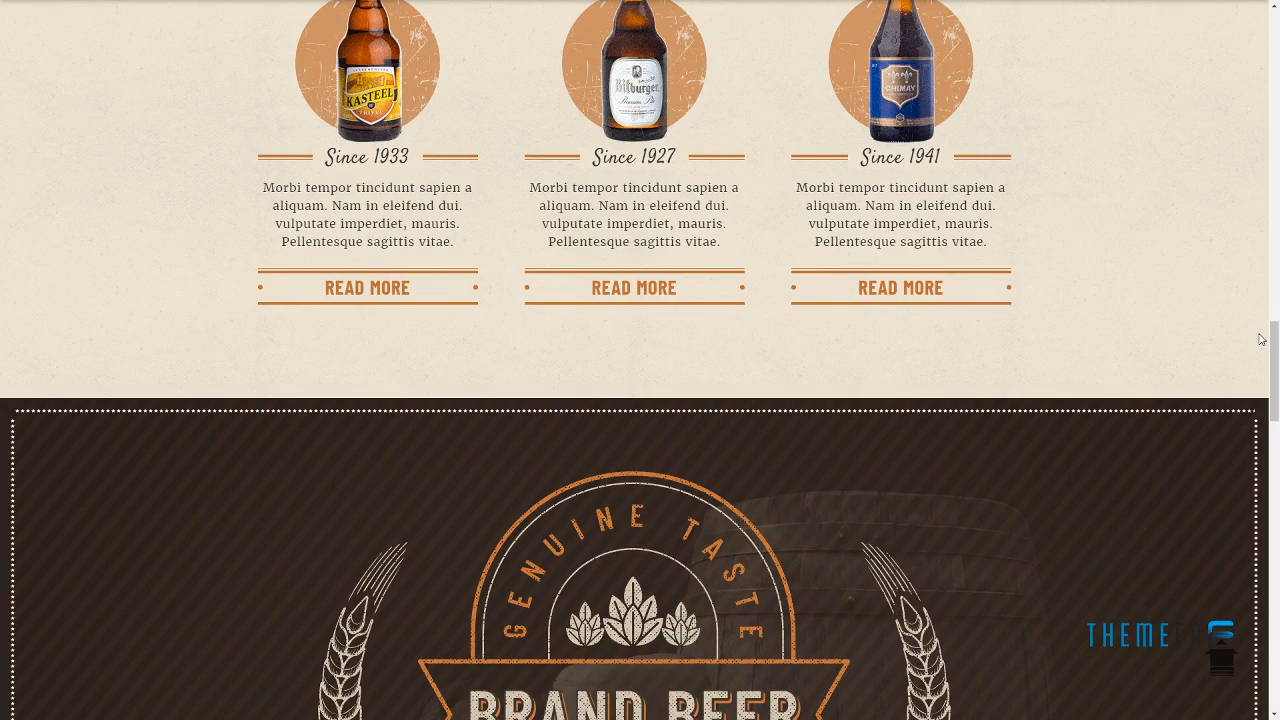 KASTEEL
TRIPEL
Bitburger
Premium Pils
CHIMAY
Since 1933
Since 1927
Since 1941
Morbi tempor tincidunt sapien a
aliquam. Nam in eleifend dui.
vulputate imperdiet, mauris.
Pellentesque sagittis vitae.
Morbi tempor tincidunt sapien a
aliquam. Nam in eleifend dui.
vulputate imperdiet, mauris.
Pellentesque sagittis vitae.
Morbi tempor tincidunt sapien a
aliquam. Nam in eleifend dui.
vulputate imperdiet, mauris.
Pellentesque sagittis vitae.
READ MORE
READ MORE
READ MORE
GENUINE TASTE
THEME
BRAND BEER